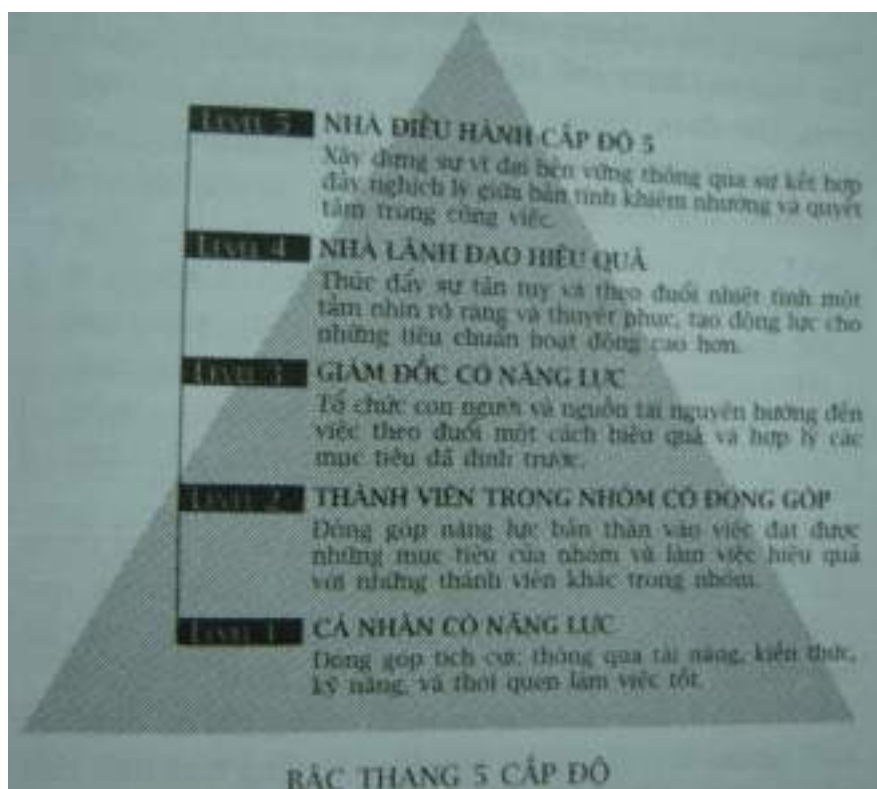 LEVEL 5 NHÀ ĐIỀU HÀNH CẤP ĐỘ 5
Xây dựng sự vĩ đại bền vững thông qua sự kết hợp
đầy nghịch lý giữa bản tính khiêm nhường và quyết
tâm trong công việc.
LEVEL 4 NHÀ LÃNH ĐẠO HIỆU QUẢ
Thúc đẩy sự tận tụy và theo đuổi nhiệt tình một
tầm nhìn rõ ràng và thuyết phục, tạo động lực cho
những tiêu chuẩn hoạt động cao hơn.
LEVEL 3 GIÁM ĐỐC CÓ NĂNG LỰC
Tổ chức con người và nguồn tài nguyên hướng đến
việc theo đuổi một cách hiệu quả và hợp lý các
mục tiêu đã định trước.
LEVEL 2 THÀNH VIÊN TRONG NHÓM CÓ ĐÓNG GÓP
Đóng góp năng lực bản thân vào việc đạt được
những mục tiêu của nhóm và làm việc hiệu quả
với những thành viên khác trong nhóm.
LEVEL 1 CÁ NHÂN CÓ NĂNG LỰC
Đóng góp tích cực thông qua tài năng, kiến thức,
kỹ năng, và thói quen làm việc tốt.
BẬC THANG 5 CẤP ĐỘ